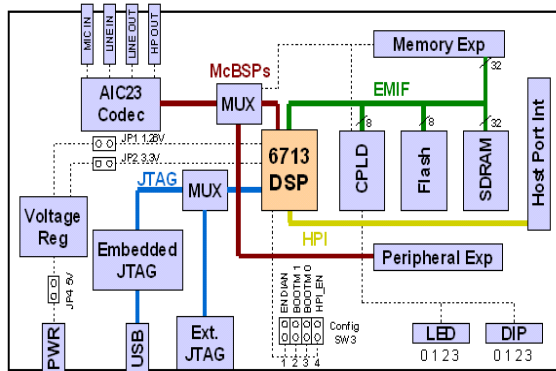 MIC IN
LINE IN
LINE OUT
HP OUT
AIC23
Codec
McBSPs
MUX
Memory Exp
32
EMIF
8
8
32
6713
DSP
CPLD
Flash
SDRAM
Host Port Int
JP1 1.26V
JP2 3.3V
JTAG
MUX
Voltage
Reg
Embedded
JTAG
HPI
Peripheral Exp
JP4 5V
ENDIAN
BOOTM 1
BOOTM 0
HPI_EN
Config
SW3
1 2 3 4
PWR
USB
Ext.
JTAG
LED
DIP
0 1 2 3
0 1 2 3